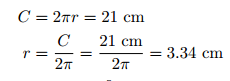 C = 2πr = 21 cm
r = C/2π = 21 cm/2π = 3.34 cm